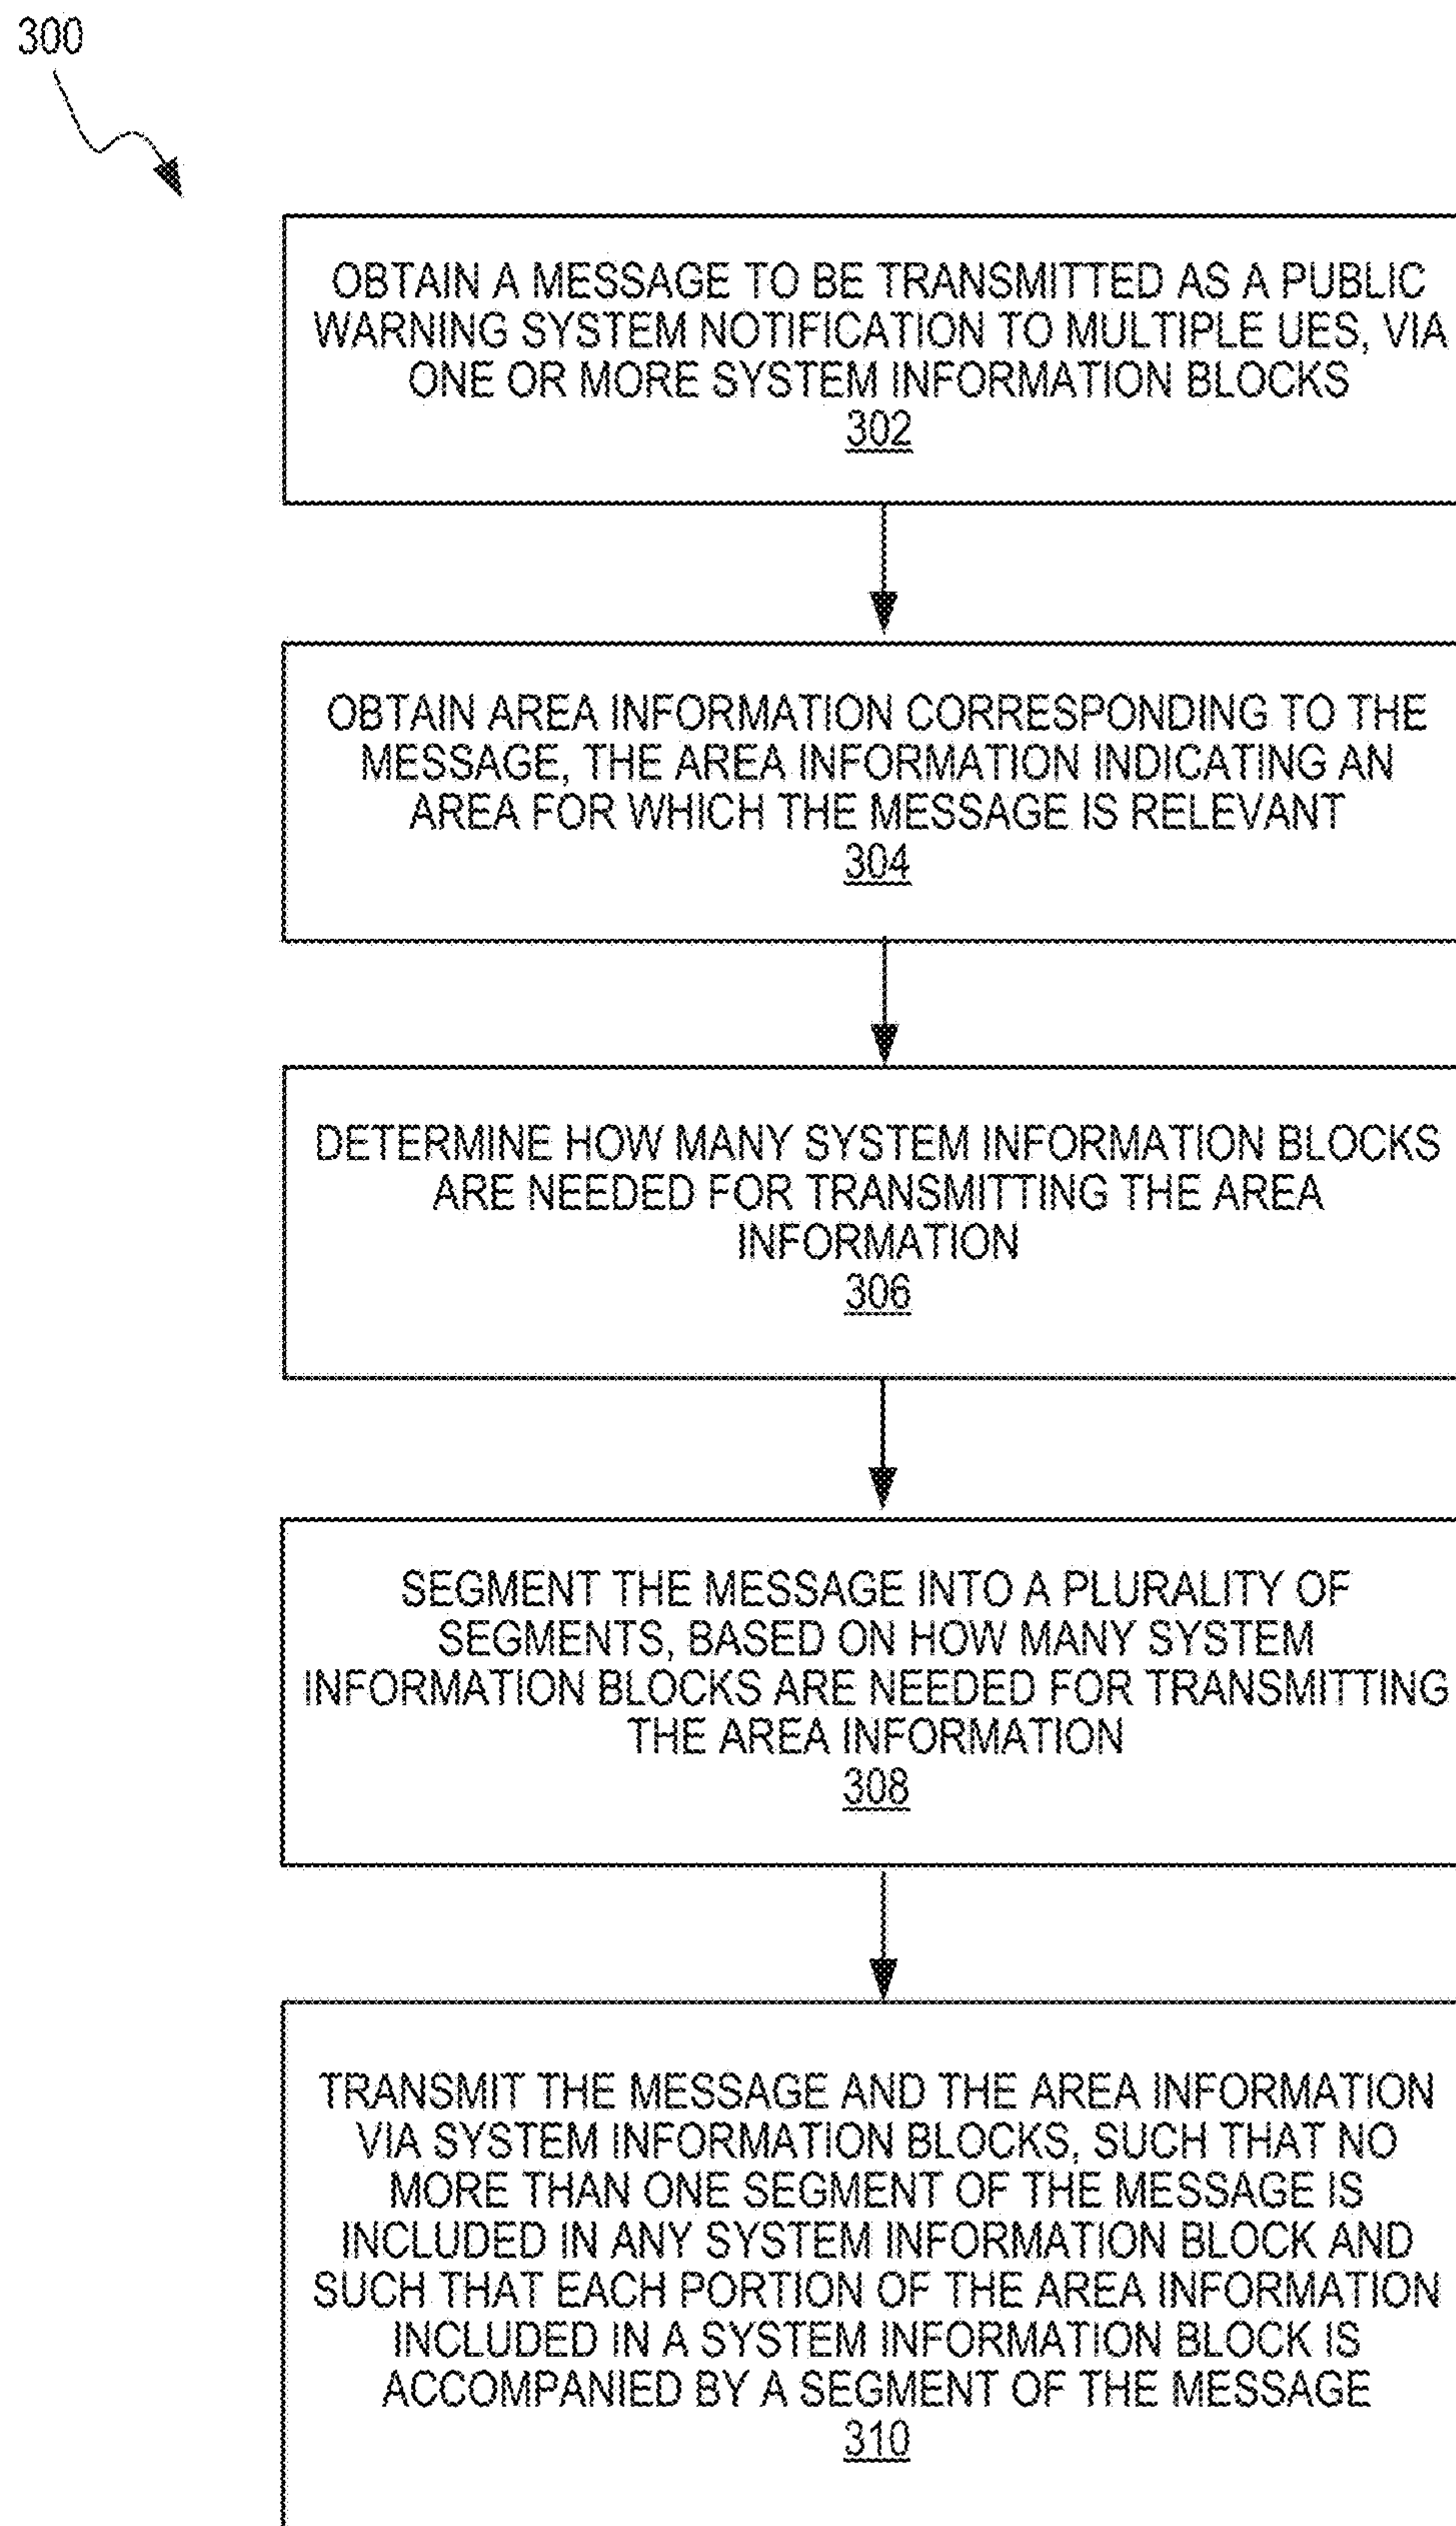 300
OBTAIN A MESSAGE TO BE TRANSMITTED AS A PUBLIC
WARNING SYSTEM NOTIFICATION TO MULTIPLE UES, VIA
ONE OR MORE SYSTEM INFORMATION BLOCKS
302
OBTAIN AREA INFORMATION CORRESPONDING TO THE
MESSAGE, THE AREA INFORMATION INDICATING AN
AREA FOR WHICH THE MESSAGE IS RELEVANT
304
DETERMINE HOW MANY SYSTEM INFORMATION BLOCKS
ARE NEEDED FOR TRANSMITTING THE AREA
INFORMATION
306
SEGMENT THE MESSAGE INTO A PLURALITY OF
SEGMENTS, BASED ON HOW MANY SYSTEM
INFORMATION BLOCKS ARE NEEDED FOR TRANSMITTING
THE AREA INFORMATION
308
TRANSMIT THE MESSAGE AND THE AREA INFORMATION
VIA SYSTEM INFORMATION BLOCKS, SUCH THAT NO
MORE THAN ONE SEGMENT OF THE MESSAGE IS
INCLUDED IN ANY SYSTEM INFORMATION BLOCK AND
SUCH THAT EACH PORTION OF THE AREA INFORMATION
INCLUDED IN A SYSTEM INFORMATION BLOCK IS
ACCOMPANIED BY A SEGMENT OF THE MESSAGE
310